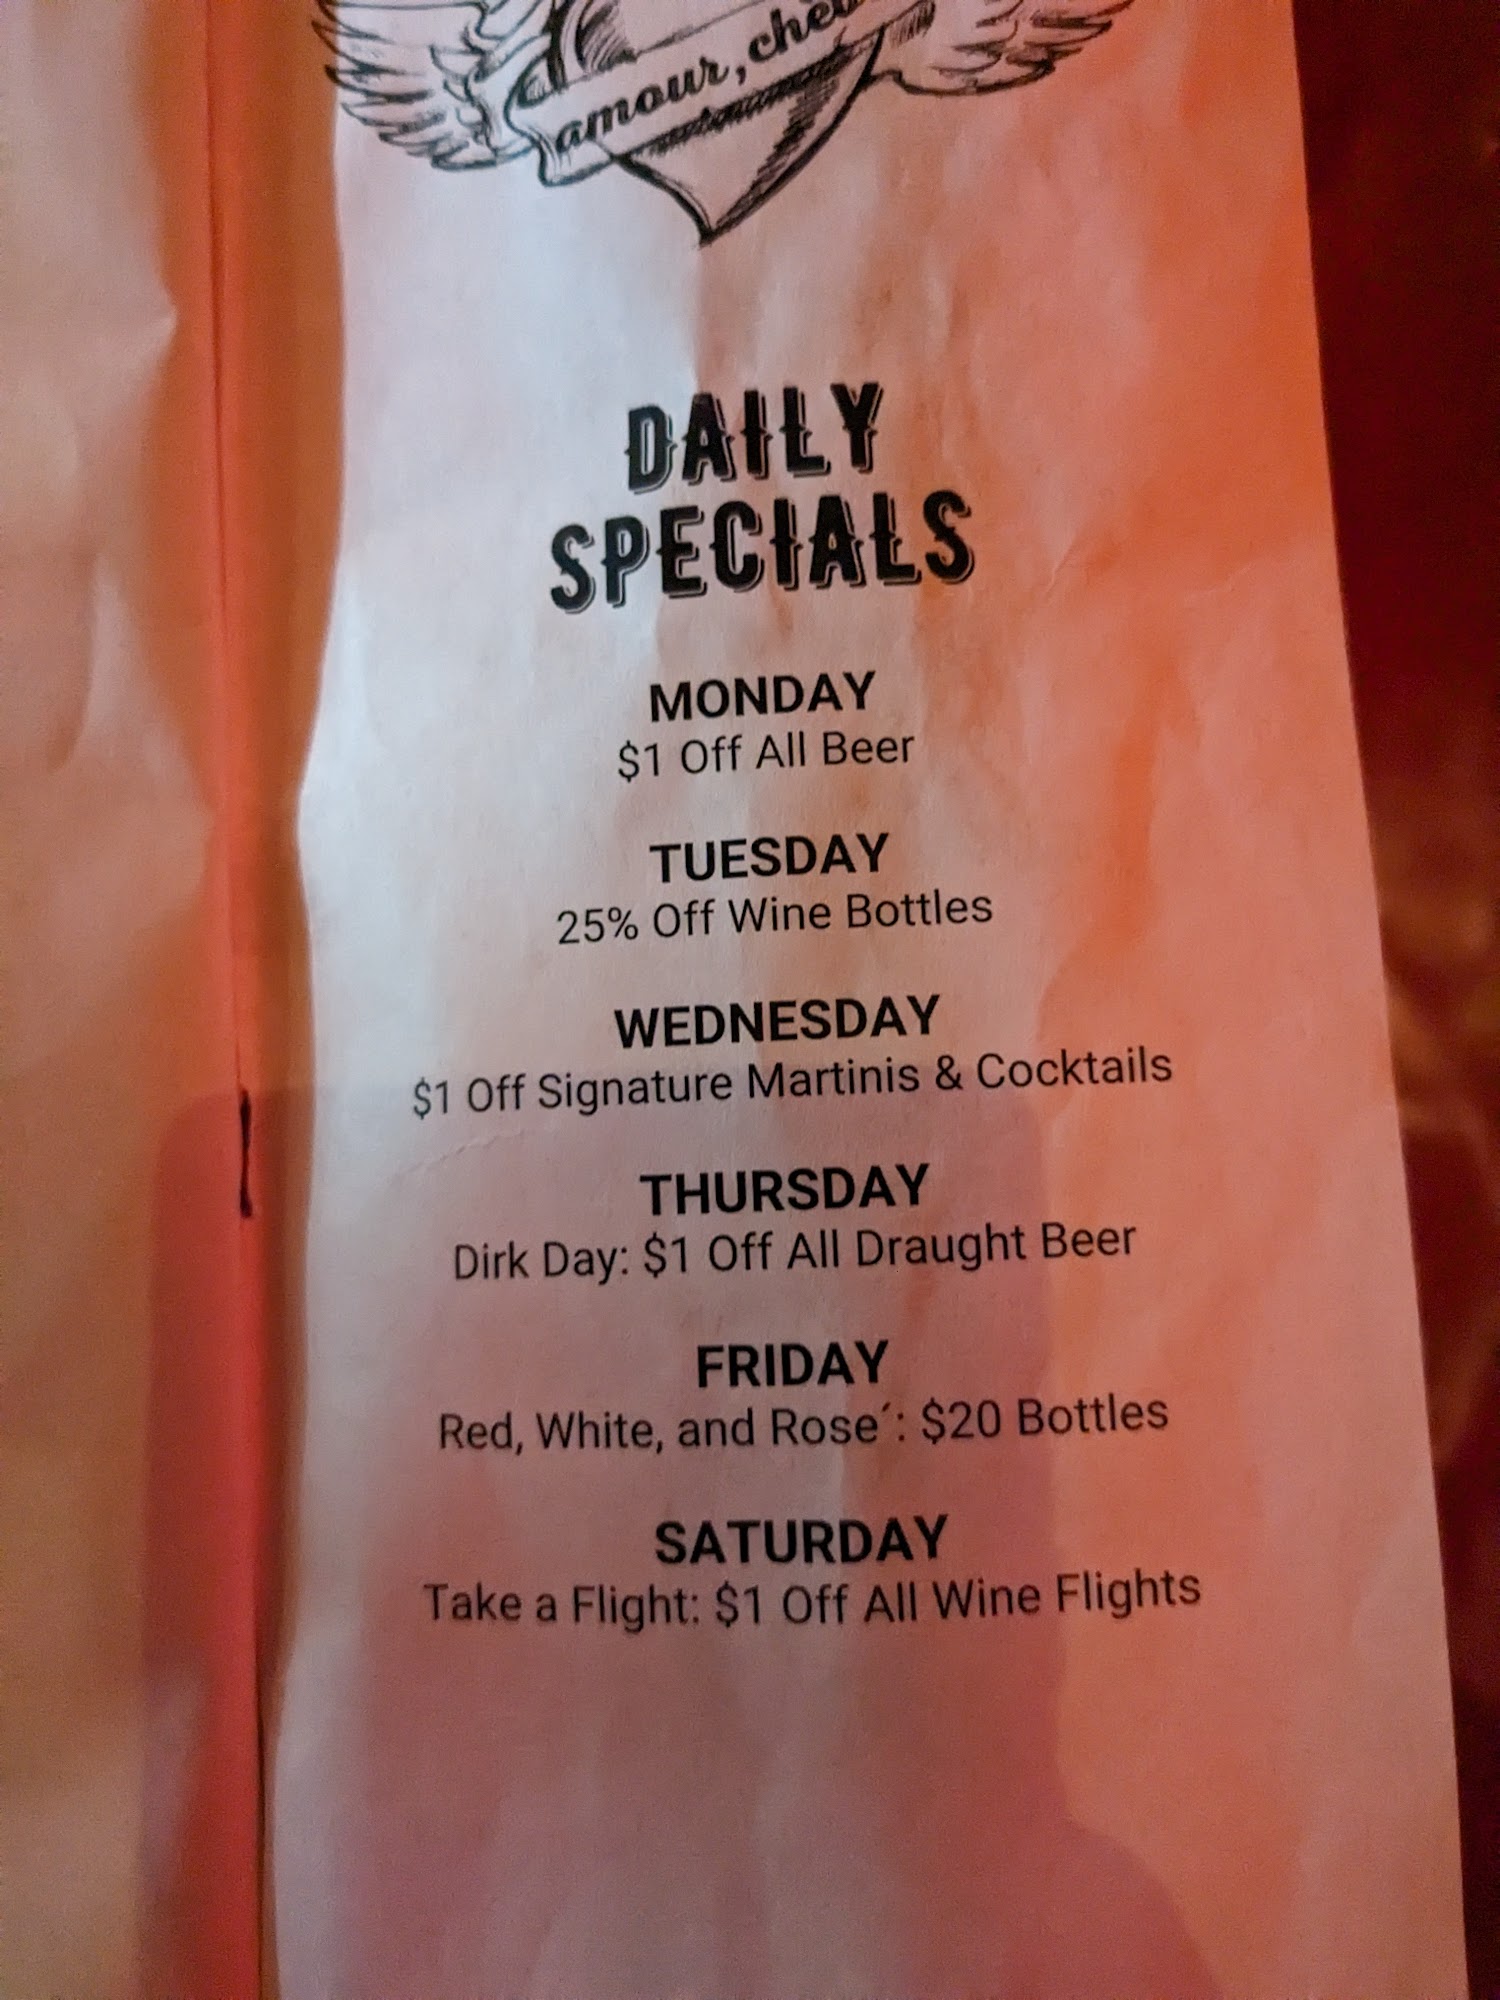 amour,
DAILY
SPECIALS
MONDAY
$1 Off All Beer
TUESDAY
25% Off Wine Bottles
WEDNESDAY
$1 Off Signature Martinis & Cocktails
THURSDAY
Dirk Day: $1 Off All Draught Beer
FRIDAY
Red, White, and Rose´: $20 Bottles
SATURDAY
Take a Flight: $1 Off All Wine Flights